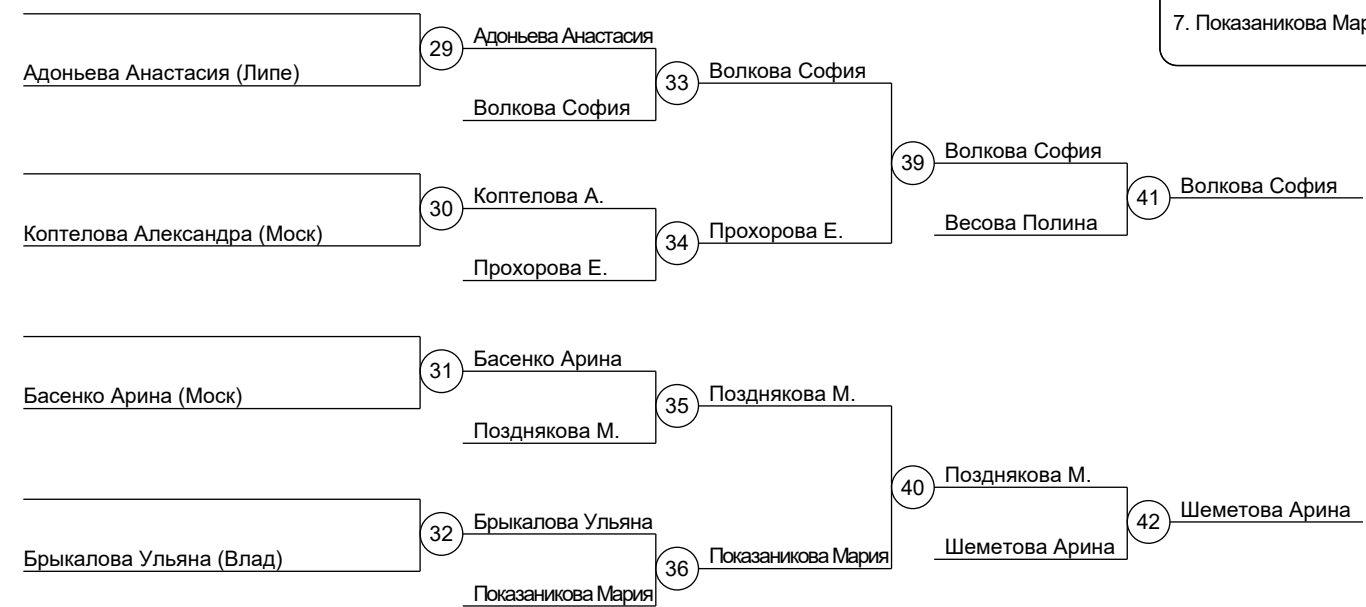 7. Показаникова
Адоньева Анастасия (Липе)
29
Адоньева Анастасия
Волкова София
33
Волкова София
Коптелова Александра (Моск)
30
Коптелова А.
Прохорова Е.
34
Прохорова Е.
39
Волкова София
Весова Полина
41
Волкова София
Басенко Арина (Моск)
31
Басенко Арина
Позднякова М.
35
Позднякова М.
Брыкалова Ульяна (Влад)
32
Брыкалова Ульяна
Показаникова Мария
36
Показаникова Мария
40
Позднякова М.
Шеметова Арина
42
Шеметова Арина